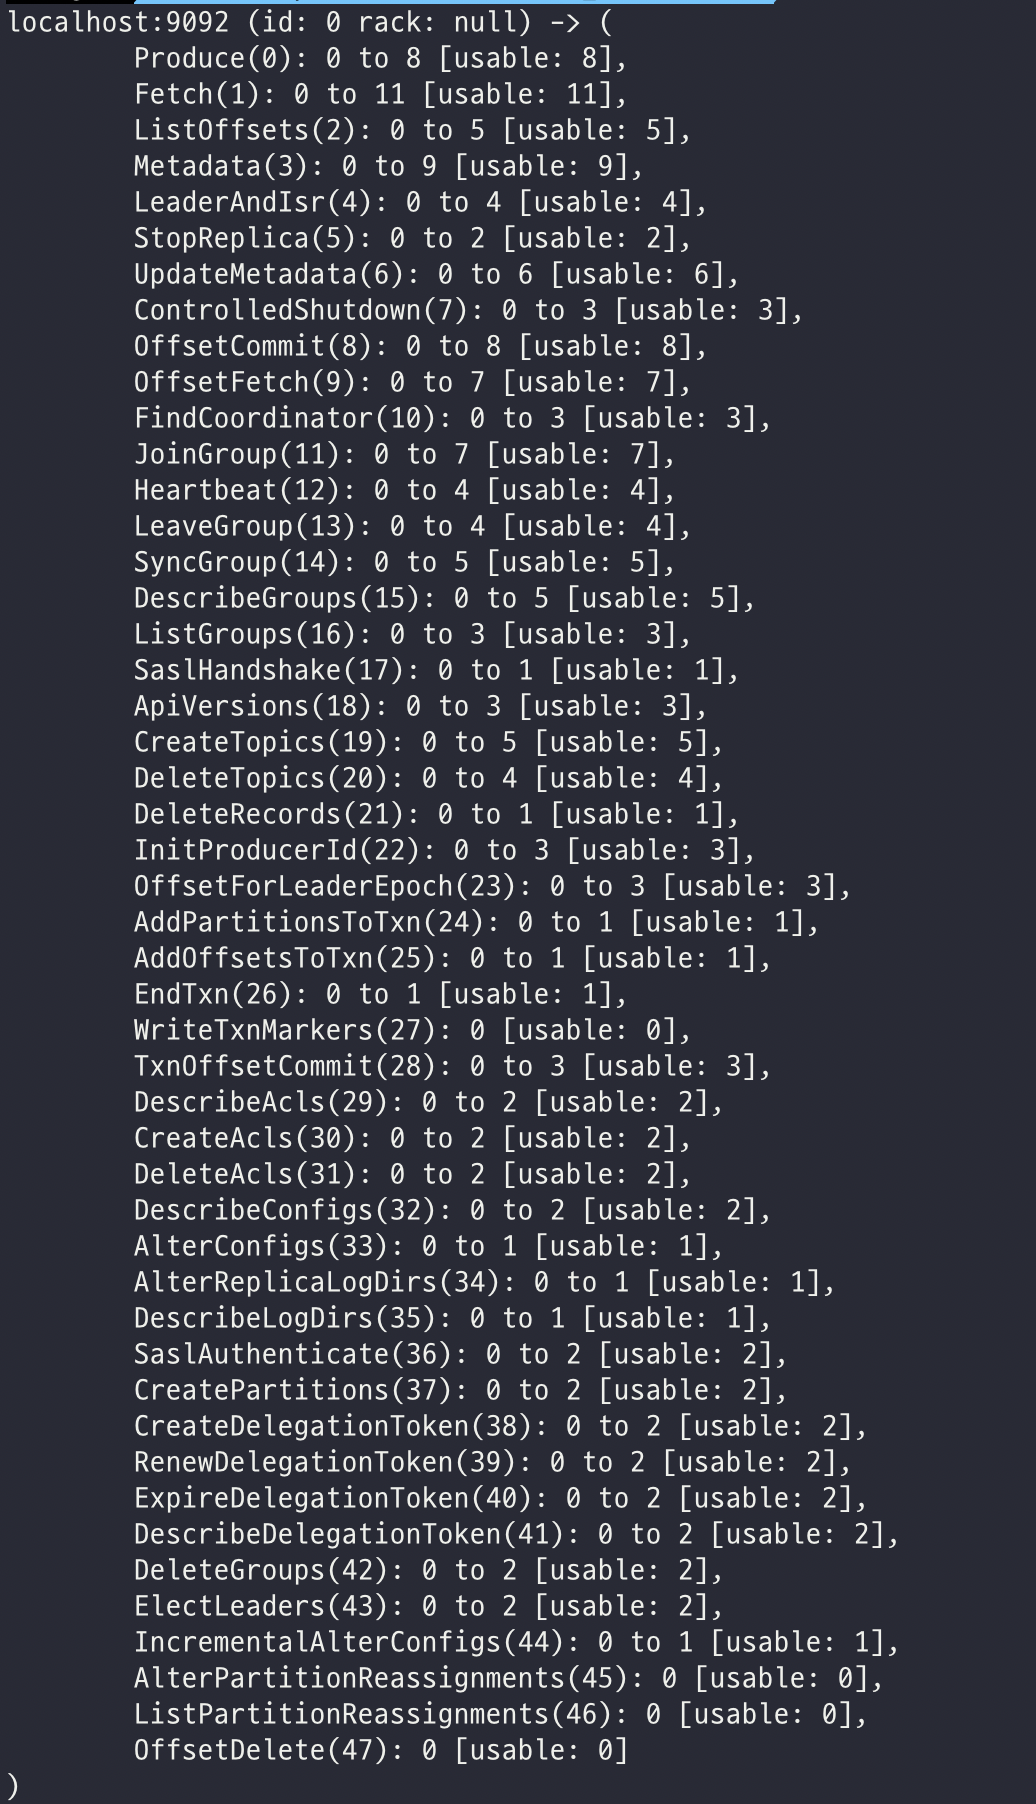 localhost:9092 (id: 0 rack: null) -> (
Produce(0): 0 to 8 [usable: 8],
Fetch(1): 0 to 11 [usable: 11],
ListOffsets(2): 0 to 5 [usable: 5],
Metadata(3): 0 to 9 [usable: 9],
LeaderAndIsr(4): 0 to 4 [usable: 4],
StopReplica(5): 0 to 2 [usable: 2],
UpdateMetadata(6): 0 to 6 [usable: 6],
ControlledShutdown(7): 0 to 3 [usable: 3],
OffsetCommit(8): 0 to 8 [usable: 8],
OffsetFetch(9): 0 to 7 [usable: 7],
FindCoordinator(10): 0 to 3 [usable: 3],
JoinGroup(11): 0 to 7 [usable: 7],
Heartbeat(12): 0 to 4 [usable: 4],
LeaveGroup(13): 0 to 4 [usable: 4],
SyncGroup(14): 0 to 5 [usable: 5],
DescribeGroups(15): 0 to 5 [usable: 5],
ListGroups(16): 0 to 3 [usable: 3],
SaslHandshake(17): 0 to 1 [usable: 1],
ApiVersions(18): 0 to 3 [usable: 3],
CreateTopics(19): 0 to 5 [usable: 5],
DeleteTopics(20): 0 to 4 [usable: 4],
DeleteRecords(21): 0 to 1 [usable: 1],
InitProducerId(22): 0 to 3 [usable: 3],
OffsetForLeaderEpoch(23): 0 to 3 [usable: 3],
AddPartitionsToTxn(24): 0 to 1 [usable: 1],
AddOffsetsToTxn(25): 0 to 1 [usable: 1],
EndTxn(26): 0 to 1 [usable: 1],
WriteTxnMarkers(27): 0 [usable: 0],
TxnOffsetCommit(28): 0 to 3 [usable: 3],
DescribeAcls(29): 0 to 2 [usable: 2],
CreateAcls(30): 0 to 2 [usable: 2],
DeleteAcls(31): 0 to 2 [usable: 2],
DescribeConfigs(32): 0 to 2 [usable: 2],
AlterConfigs(33): 0 to 1 [usable: 1],
AlterReplicaLogDirs(34): 0 to 1 [usable: 1],
DescribeLogDirs(35): 0 to 1 [usable: 1],
SaslAuthenticate(36): 0 to 2 [usable: 2],
CreatePartitions(37): 0 to 2 [usable: 2],
CreateDelegationToken(38): 0 to 2 [usable: 2],
RenewDelegationToken(39): 0 to 2 [usable: 2],
ExpireDelegationToken(40): 0 to 2 [usable: 2],
DescribeDelegationToken(41): 0 to 2 [usable: 2],
DeleteGroups(42): 0 to 2 [usable: 2],
ElectLeaders(43): 0 to 2 [usable: 2],
IncrementalAlterConfigs(44): 0 to 1 [usable: 1],
AlterPartitionReassignments(45): 0 [usable: 0],
ListPartitionReassignments(46): 0 [usable: 0],
OffsetDelete(47): 0 [usable: 0]
)